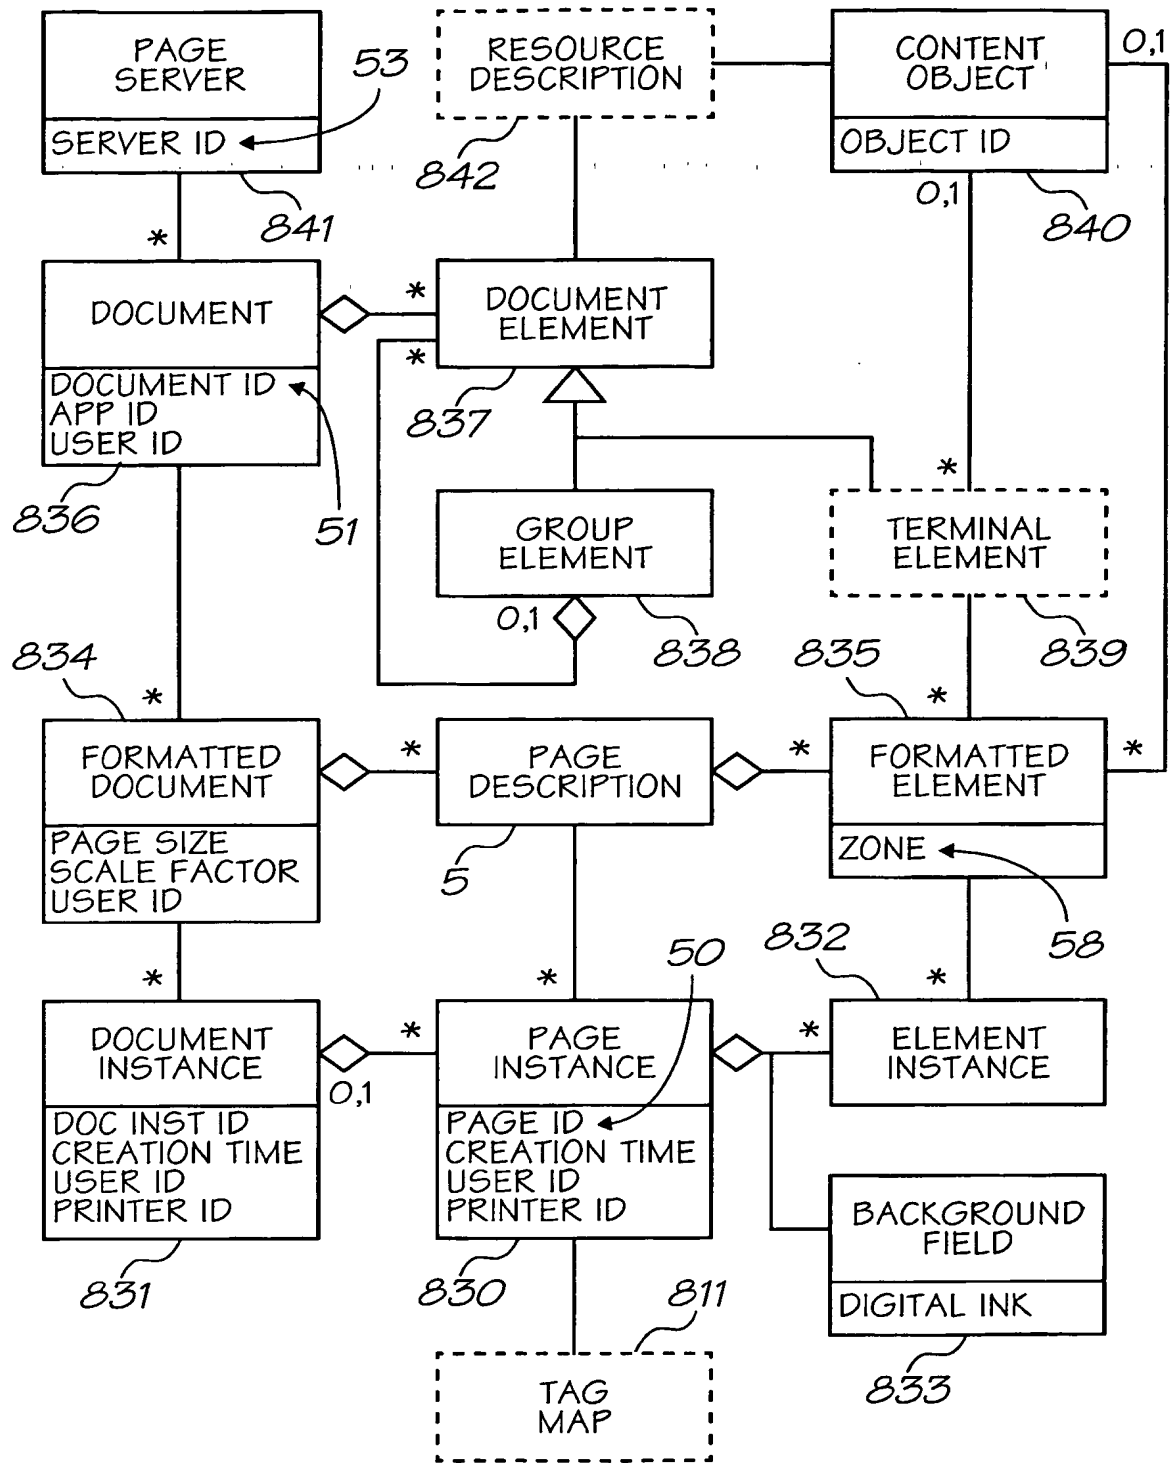 PAGE
SERVER
SERVER ID
53
841
*
RESOURCE
DESCRIPTION
842
CONTENT
OBJECT
OBJECT ID
0,1
0,1
840
DOCUMENT
DOCUMENT ID
APP ID
USER ID
836
51
*
*
DOCUMENT
ELEMENT
837
GROUP
ELEMENT
0,1
838
*
TERMINAL
ELEMENT
839
834
*
FORMATTED
DOCUMENT
PAGE SIZE
SCALE FACTOR
USER ID
*
PAGE
DESCRIPTION
5
*
835
*
FORMATTED
ELEMENT
*
ZONE
58
*
DOCUMENT
INSTANCE
0,1
DOC INST ID
CREATION TIME
USER ID
PRINTER ID
831
*
50
*
PAGE
INSTANCE
PAGE ID
CREATION TIME
USER ID
PRINTER ID
830
*
832
*
ELEMENT
INSTANCE
BACKGROUND
FIELD
DIGITAL INK
833
811
TAG
MAP